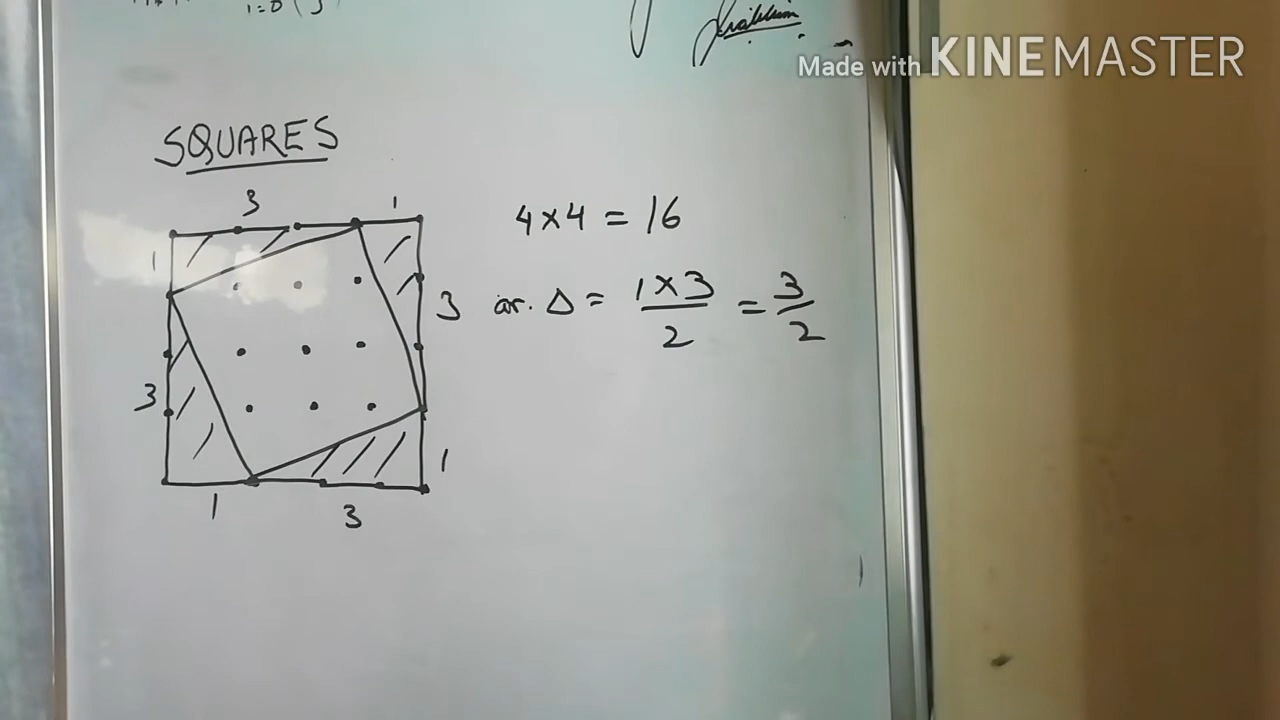 i=0
Made with KINEMASTER
SQUARES
3 1
4×4 = 16
1
3
ar. Δ = 1×3/2 = 3/2
3
1
1 3